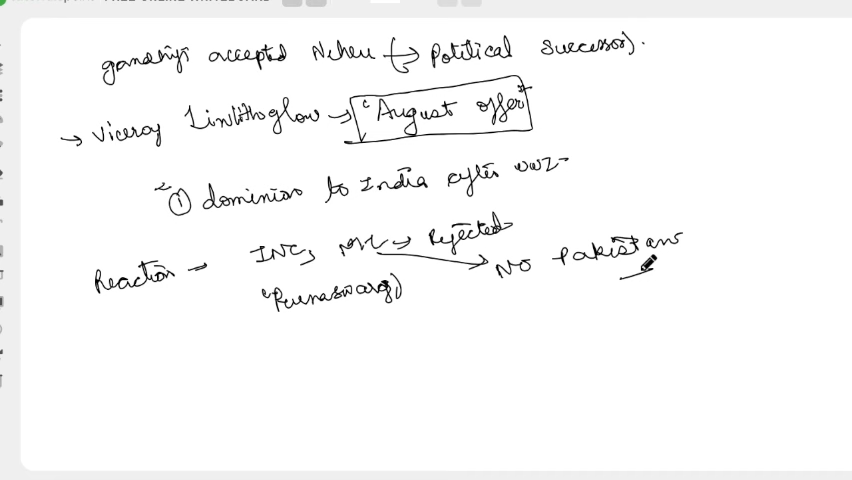 gandhiji accepted Nehru (→ Political successor).
→ Viceroy Linlithglow → "August offer"
① dominion to India after WW2
Reaction → INC, ML → Rejected
(Purnaswaraj) → No Pakistan